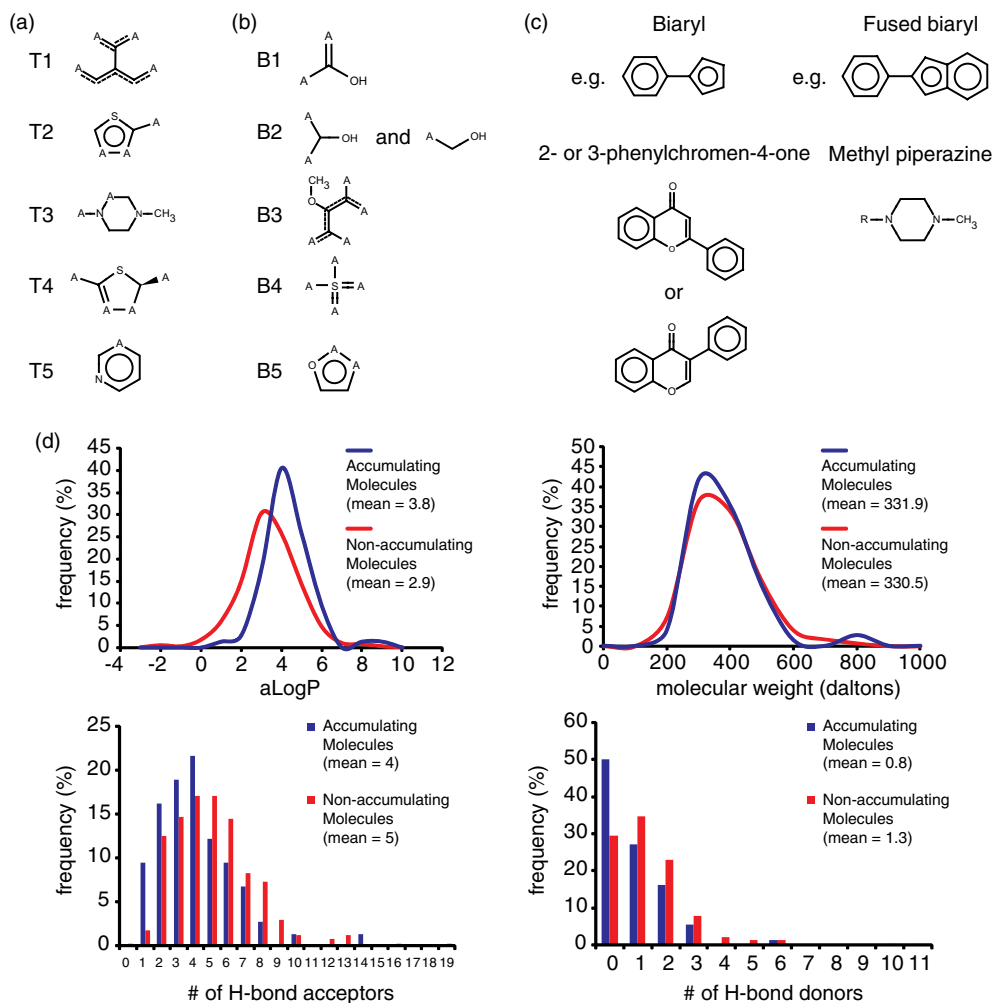 (a)
T1
A A
A A
T2
S
A
A A
T3
A
A N
N CH3
T4
S
A A
A A
T5
A
N
(b)
B1
A
A OH
B2
A
OH
A
and
A OH
B3
CH3
O
A
A
A A
B4
A
A S A
A
B5
A
O A
(c)
Biaryl
e.g.
Fused biaryl
e.g.
2- or 3-phenylchromen-4-one
O
O
or
O
O
Methyl piperazine
R N
N CH3
(d)
frequency (%)
45
40
35
30
25
20
15
10
5
0
-4 -2 0 2 4 6 8 10 12
aLogP
Accumulating
Molecules
(mean = 3.8)
Non-accumulating
Molecules
(mean = 2.9)
frequency (%)
50
45
40
35
30
25
20
15
10
5
0
0 200 400 600 800 1000
molecular weight (daltons)
Accumulating
Molecules
(mean = 331.9)
Non-accumulating
Molecules
(mean = 330.5)
frequency (%)
25
20
15
10
5
0
0 1 2 3 4 5 6 7 8 9 10 11 12 13 14 15 16 17 18 19
# of H-bond acceptors
Accumulating
Molecules
(mean = 4)
Non-accumulating
Molecules
(mean = 5)
frequency (%)
60
50
40
30
20
10
0
0 1 2 3 4 5 6 7 8 9 10 11
# of H-bond donors
Accumulating
Molecules
(mean = 0.8)
Non-accumulating
Molecules
(mean = 1.3)